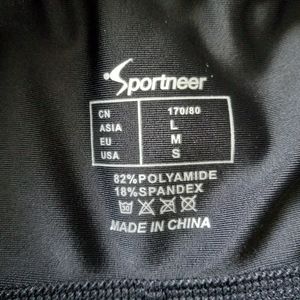 Sportneer
CN 170/80
ASIA L
EU M
USA S
82%POLYAMIDE
18%SPANDEX
MADE IN CHINA